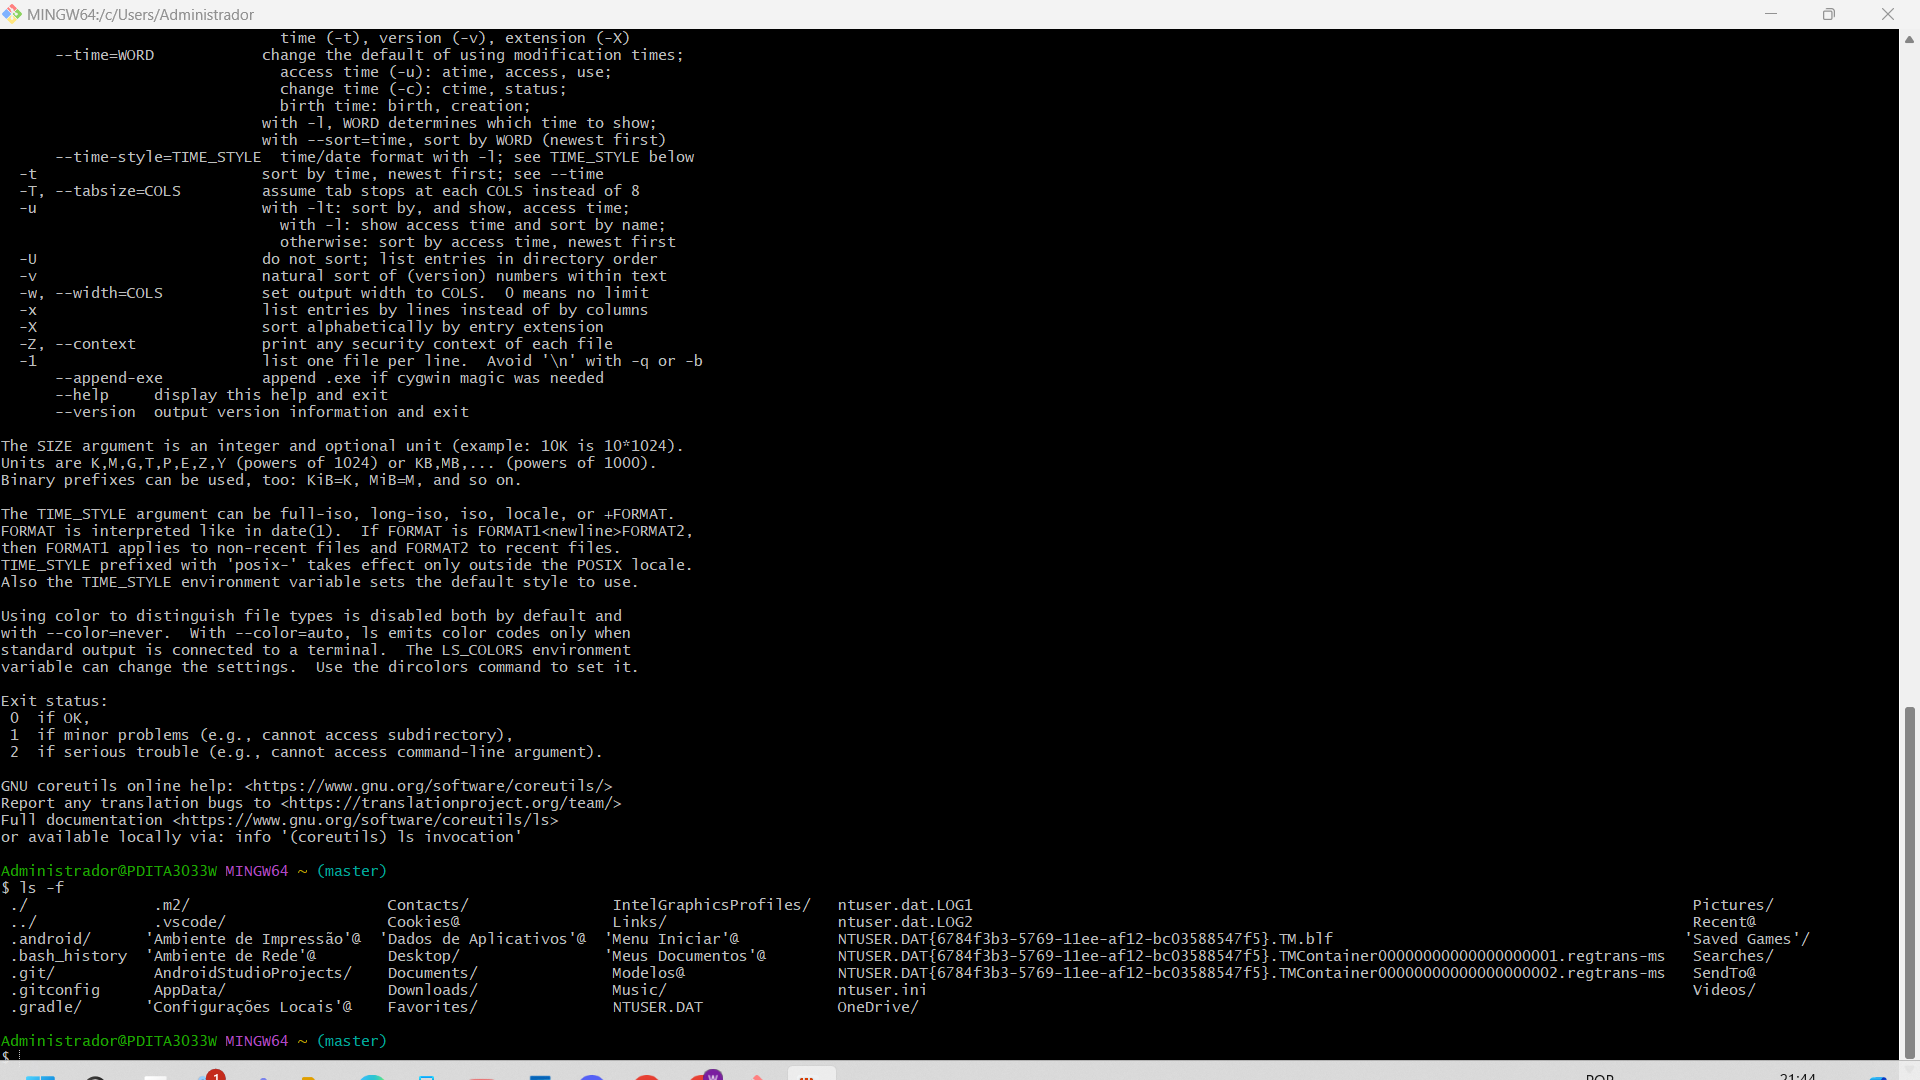 MINGW64:/c/Users/Administrador
time (-t), version (-v), extension (-X)
--time=WORD change the default of using modification times;
access time (-u): atime, access, use;
change time (-c): ctime, status;
birth time: birth, creation;
with -l, WORD determines which time to show;
with --sort=time, sort by WORD (newest first)
--time-style=TIME_STYLE time/date format with -l; see TIME_STYLE below
-t sort by time, newest first; see --time
-T, --tabsize=COLS assume tab stops at each COLS instead of 8
-u with -lt: sort by, and show, access time;
with -l: show access time and sort by name;
otherwise: sort by access time, newest first
-U do not sort; list entries in directory order
-v natural sort of (version) numbers within text
-w, --width=COLS set output width to COLS. 0 means no limit
-x list entries by lines instead of by columns
-X sort alphabetically by entry extension
-Z, --context print any security context of each file
-1 list one file per line. Avoid '\n' with -q or -b
--append-exe append .exe if cygwin magic was needed
--help display this help and exit
--version output version information and exit
The SIZE argument is an integer and optional unit (example: 10K is 10*1024).
Units are K,M,G,T,P,E,Z,Y (powers of 1024) or KB,MB,... (powers of 1000).
Binary prefixes can be used, too: KiB=K, MiB=M, and so on.
The TIME_STYLE argument can be full-iso, long-iso, iso, locale, or +FORMAT.
FORMAT is interpreted like in date(1). If FORMAT is FORMAT1<newline>FORMAT2,
then FORMAT1 applies to non-recent files and FORMAT2 to recent files.
TIME_STYLE prefixed with 'posix-' takes effect only outside the POSIX locale.
Also the TIME_STYLE environment variable sets the default style to use.
Using color to distinguish file types is disabled both by default and
with --color=never. With --color=auto, ls emits color codes only when
standard output is connected to a terminal. The LS_COLORS environment
variable can change the settings. Use the dircolors command to set it.
Exit status:
0 if OK,
1 if minor problems (e.g., cannot access subdirectory),
2 if serious trouble (e.g., cannot access command-line argument).
GNU coreutils online help: <https://www.gnu.org/software/coreutils/>
Report any translation bugs to <https://translationproject.org/team/>
Full documentation <https://www.gnu.org/software/coreutils/ls>
or available locally via: info '(coreutils) ls invocation'
Administrador@PDITA3033W MINGW64 ~ (master)
$ ls -f
./ .m2/ Contacts/ IntelGraphicsProfiles/ ntuser.dat.LOG1 Pictures/
../ .vscode/ Cookies@ Links/ ntuser.dat.LOG2 Recent@
.android/ 'Ambiente de Impressão'@ 'Dados de Aplicativos'@ 'Menu Iniciar'@ NTUSER.DAT{6784f3b3-5769-11ee-af12-bc03588547f5}.TM.blf 'Saved Games'/
.bash_history 'Ambiente de Rede'@ Desktop/ 'Meus Documentos'@ NTUSER.DAT{6784f3b3-5769-11ee-af12-bc03588547f5}.TMContainer00000000000000000001.regtrans-ms Searches/
.git/ AndroidStudioProjects/ Documents/ Modelos@ NTUSER.DAT{6784f3b3-5769-11ee-af12-bc03588547f5}.TMContainer00000000000000000002.regtrans-ms SendTo@
.gitconfig AppData/ Downloads/ Music/ ntuser.ini Videos/
.gradle/ 'Configurações Locais'@ Favorites/ NTUSER.DAT OneDrive/
Administrador@PDITA3033W MINGW64 ~ (master)
$
1 W POR 21:44